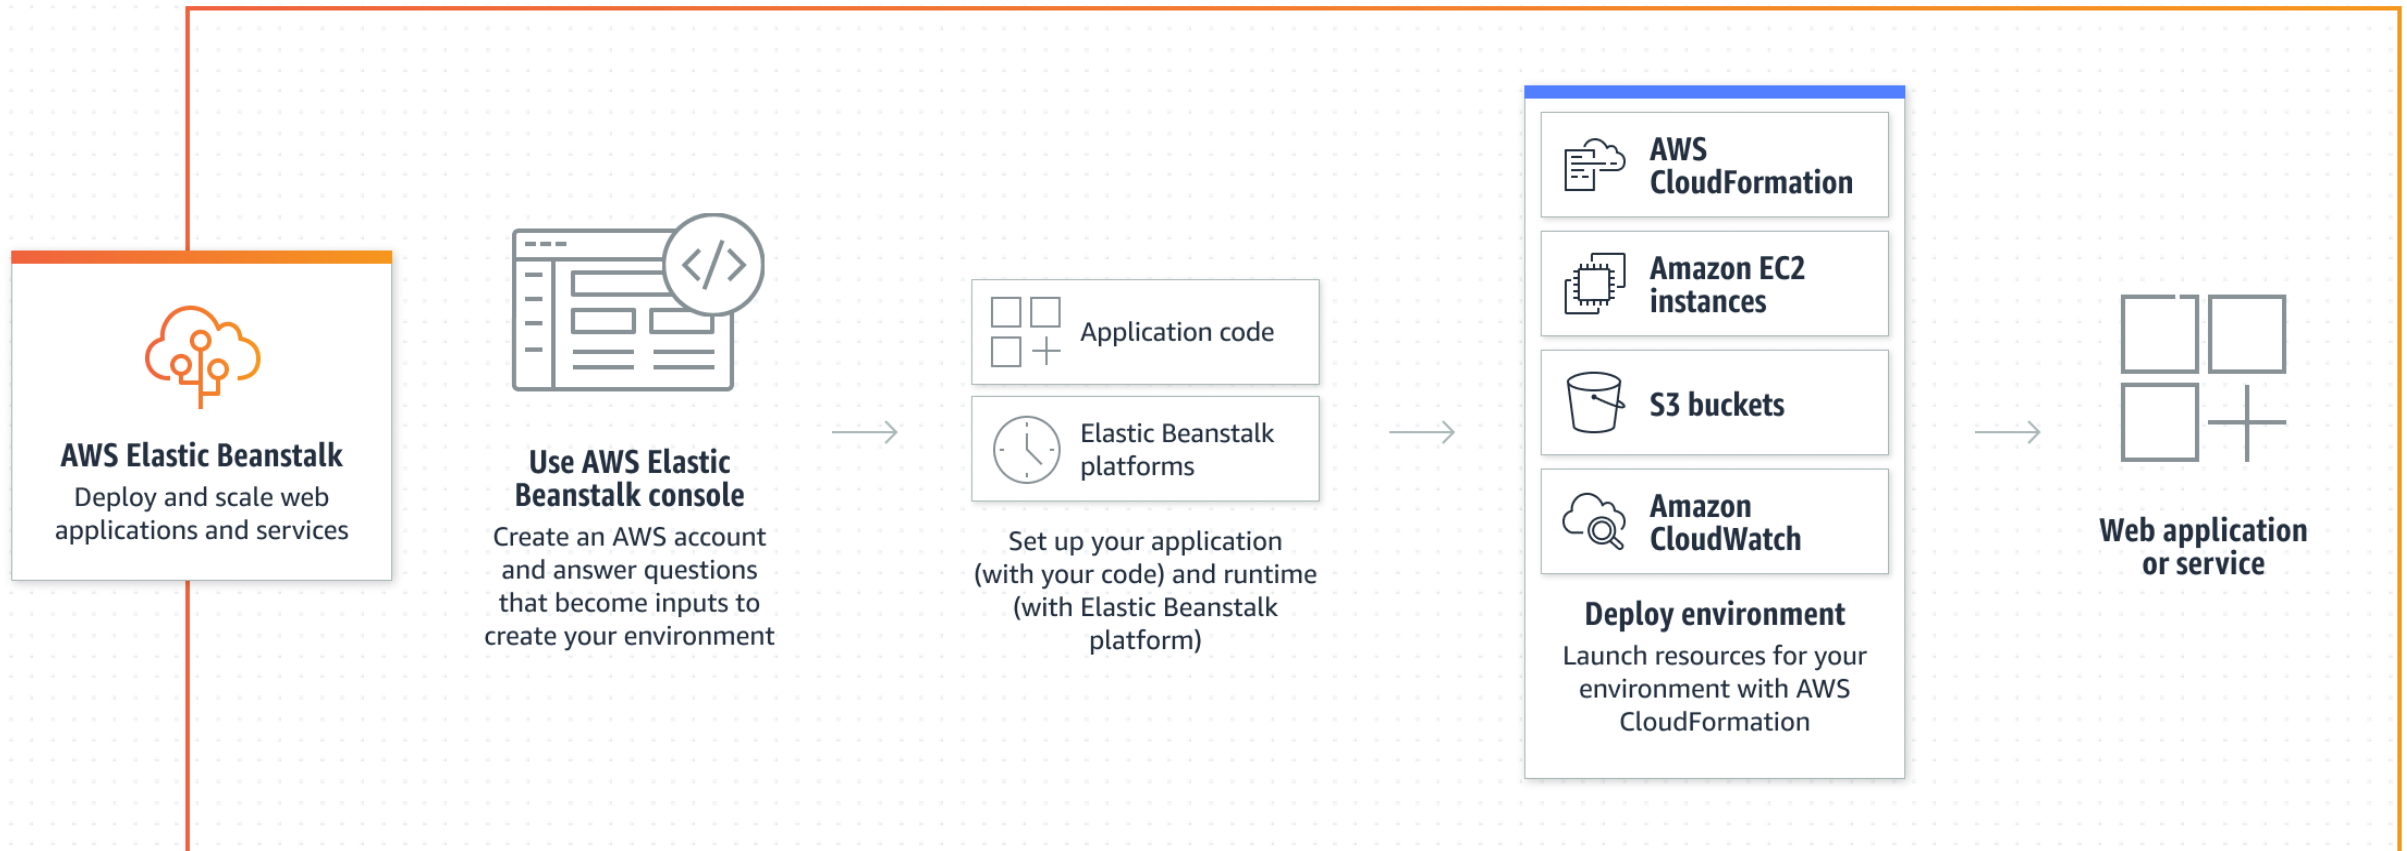 AWS Elastic Beanstalk
Deploy and scale web
applications and services
Use AWS Elastic
Beanstalk console
Create an AWS account
and answer questions
that become inputs to
create your environment
Application code
Elastic Beanstalk
platforms
Set up your application
(with your code) and runtime
(with Elastic Beanstalk
platform)
AWS
CloudFormation
Amazon EC2
instances
S3 buckets
Amazon
CloudWatch
Deploy environment
Launch resources for your
environment with AWS
CloudFormation
Web application
or service